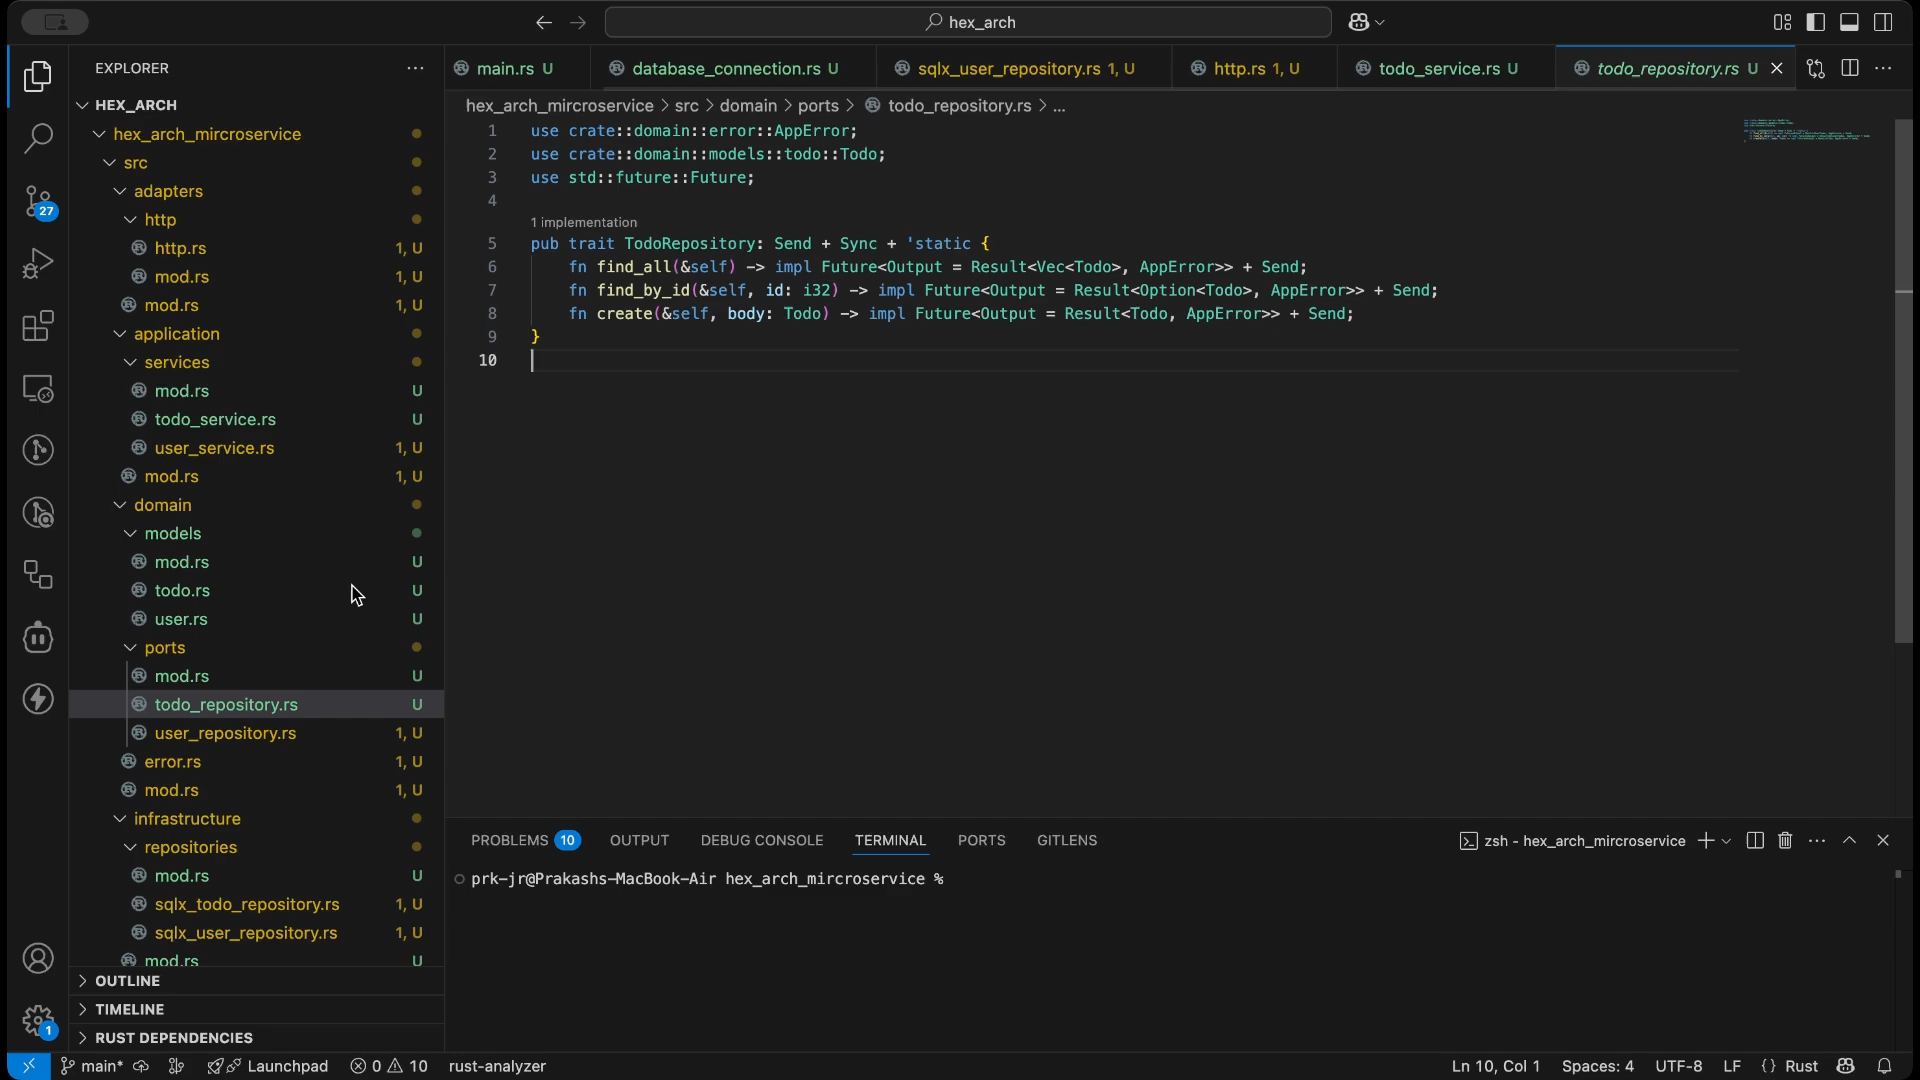 hex_arch
EXPLORER
HEX_ARCH
hex_arch_mircroservice
src
adapters
http
http.rs 1, U
mod.rs 1, U
mod.rs 1, U
application
services
mod.rs U
todo_service.rs U
user_service.rs 1, U
mod.rs 1, U
domain
models
mod.rs U
todo.rs U
user.rs U
ports
mod.rs U
todo_repository.rs U
user_repository.rs 1, U
error.rs 1, U
mod.rs 1, U
infrastructure
repositories
mod.rs U
sqlx_todo_repository.rs 1, U
sqlx_user_repository.rs 1, U
mod.rs U
OUTLINE
TIMELINE
RUST DEPENDENCIES
27
1
main.rs U database_connection.rs U sqlx_user_repository.rs 1, U http.rs 1, U todo_service.rs U todo_repository.rs U
hex_arch_mircroservice > src > domain > ports > todo_repository.rs > ...
1 use crate::domain::error::AppError;
2 use crate::domain::models::todo::Todo;
3 use std::future::Future;
4
1 implementation
5 pub trait TodoRepository: Send + Sync + 'static {
6 fn find_all(&self) -> impl Future<Output = Result<Vec<Todo>, AppError>> + Send;
7 fn find_by_id(&self, id: i32) -> impl Future<Output = Result<Option<Todo>, AppError>> + Send;
8 fn create(&self, body: Todo) -> impl Future<Output = Result<Todo, AppError>> + Send;
9 }
10
PROBLEMS 10 OUTPUT DEBUG CONSOLE TERMINAL PORTS GITLENS zsh - hex_arch_mircroservice
prk-jr@Prakashs-MacBook-Air hex_arch_mircroservice %
main* Launchpad 0 10 rust-analyzer Ln 10, Col 1 Spaces: 4 UTF-8 LF {} Rust